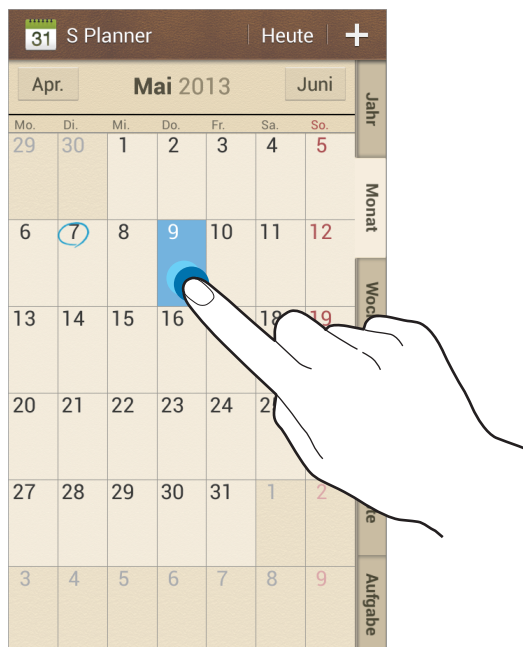 31 S Planner Heute +
Apr. Mai 2013 Juni
Mo. Di. Mi. Do. Fr. Sa. So.
29 30 1 2 3 4 5
6 7 8 9 10 11 12
13 14 15 16 18 19
20 21 22 23 24
27 28 29 30 31 1 2
3 4 5 6 7 8 9
Jahr
Monat
Aufgabe